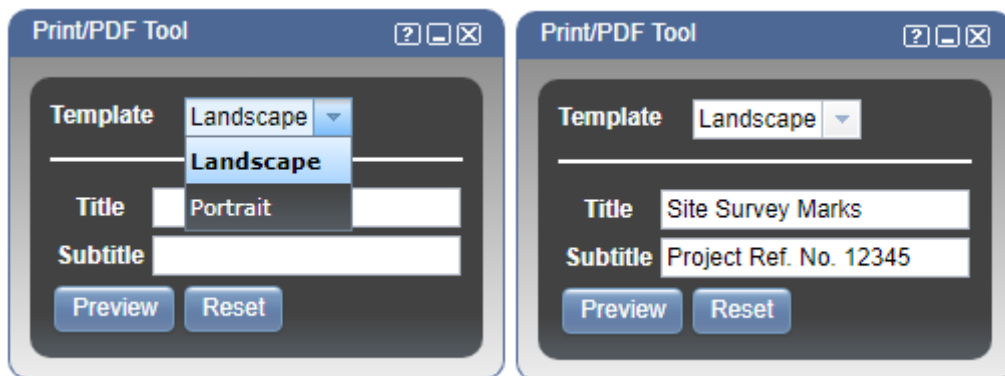 Print/PDF Tool
Template Landscape
Landscape
Portrait
Title
Subtitle
Preview Reset
Print/PDF Tool
Template Landscape
Title Site Survey Marks
Subtitle Project Ref. No. 12345
Preview Reset